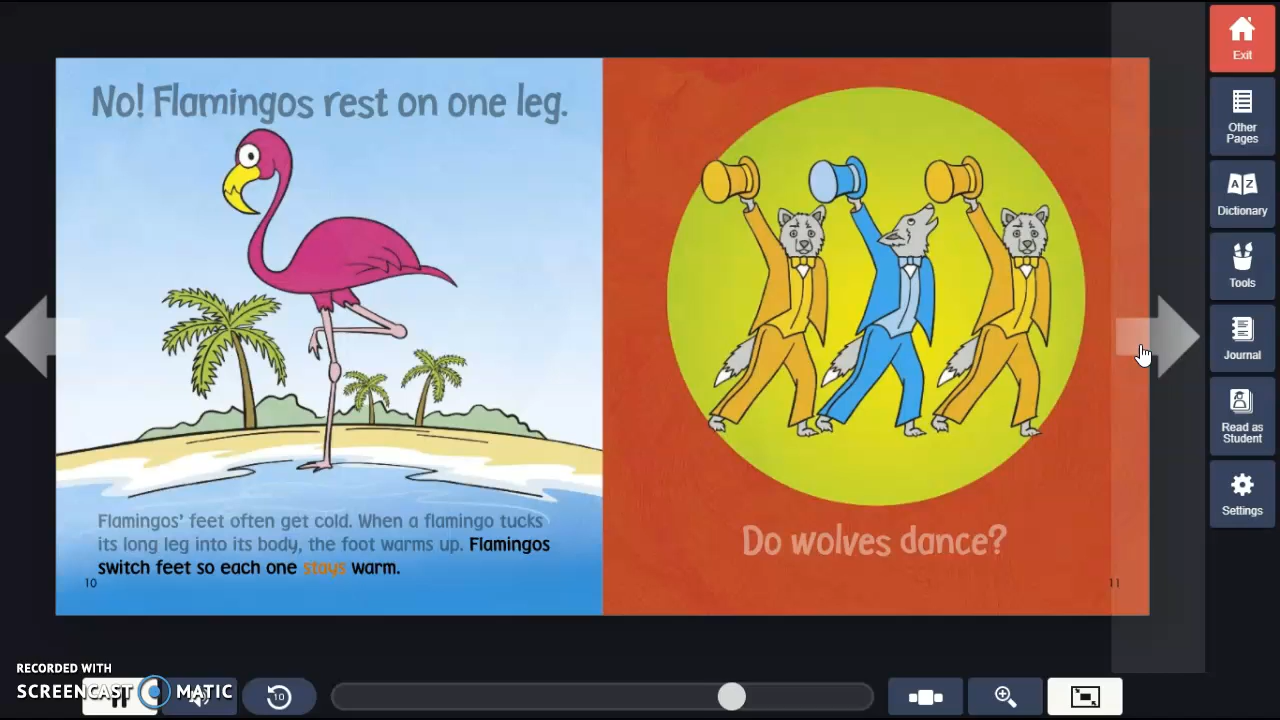 No! Flamingos rest on one leg.
Flamingos' feet often get cold. When a flamingo tucks
its long leg into its body, the foot warms up. Flamingos
switch feet so each one stays warm.
10
Do wolves dance?
11
Exit
Other
Pages
A Z
Dictionary
Tools
Journal
Read as
Student
Settings
RECORDED WITH
SCREENCAST MATIC
10